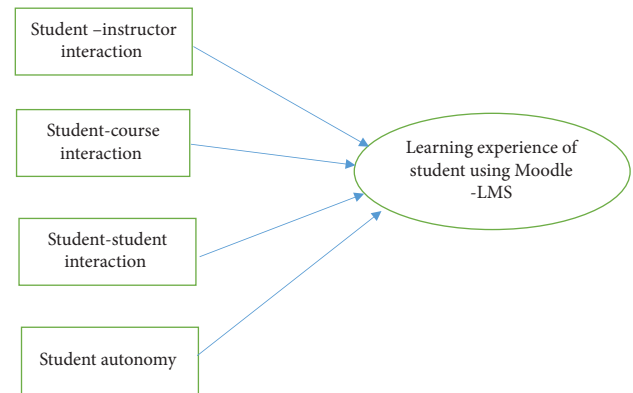 Student –instructor
interaction
Student-course
interaction
Learning experience of
student using Moodle
-LMS
Student-student
interaction
Student autonomy